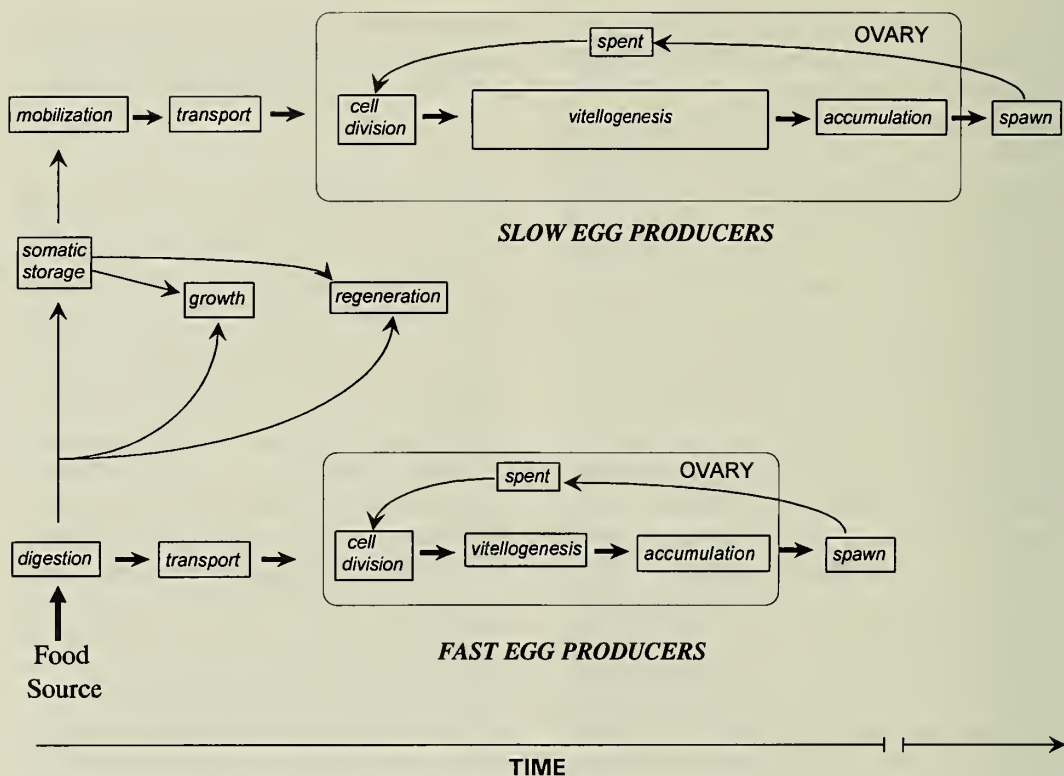 OVARY
spent
mobilization
transport
cell
division
vitellogenesis
accumulation
spawn
SLOW EGG PRODUCERS
somatic
storage
growth
regeneration
OVARY
spent
digestion
transport
cell
division
vitellogenesis
accumulation
spawn
FAST EGG PRODUCERS
Food
Source
TIME